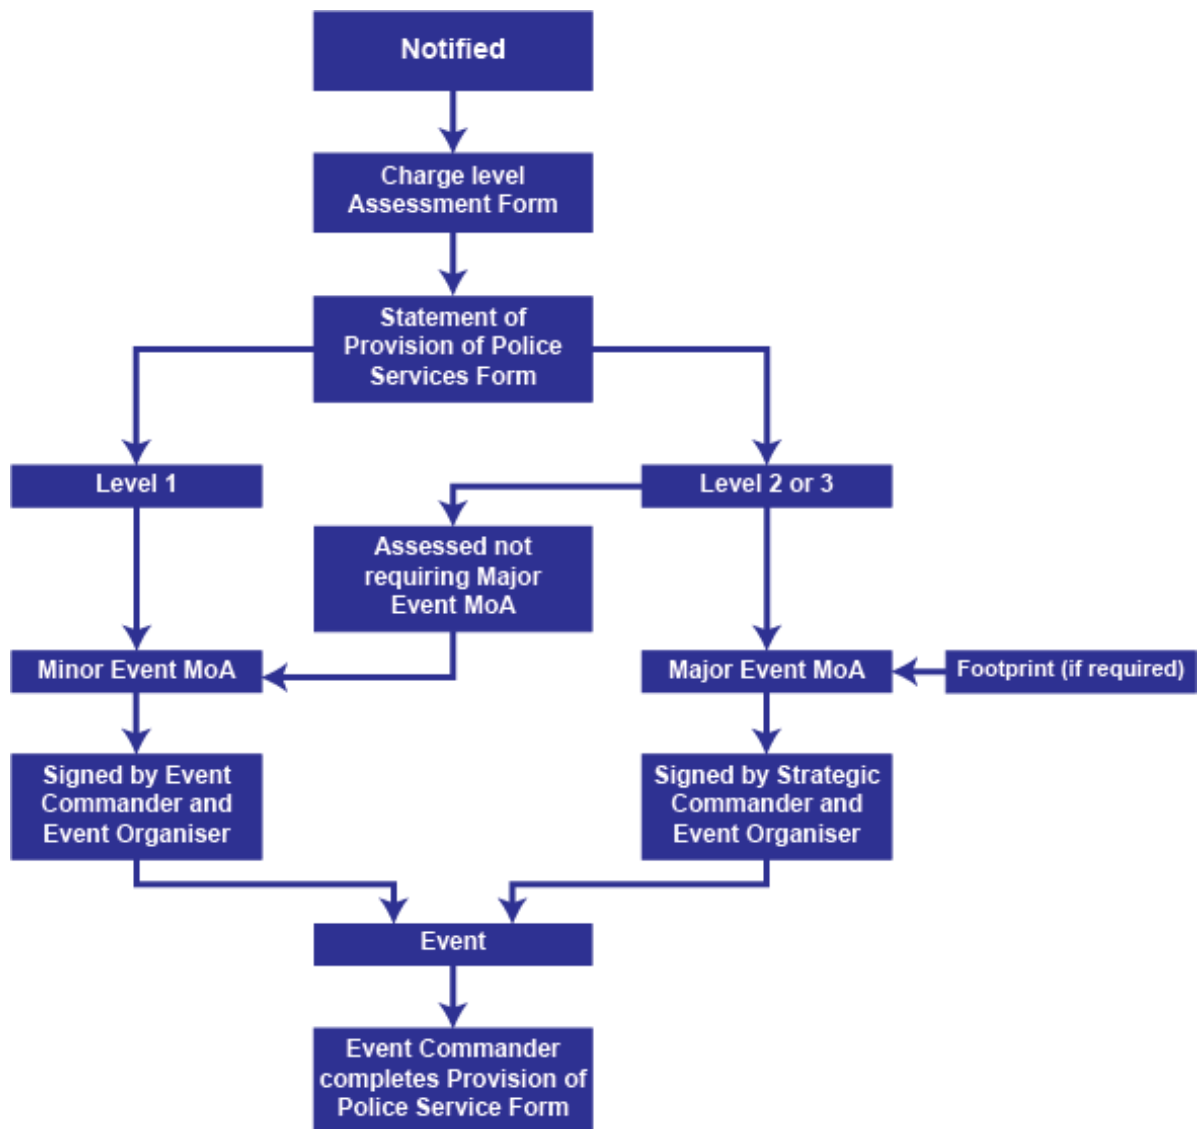 Notified
Charge level
Assessment Form
Statement of
Provision of Police
Services Form
Level 1
Level 2 or 3
Assessed not
requiring Major
Event MoA
Minor Event MoA
Major Event MoA
Footprint (if required)
Signed by Event
Commander and
Event Organiser
Signed by Strategic
Commander and
Event Organiser
Event
Event Commander
completes Provision of
Police Service Form